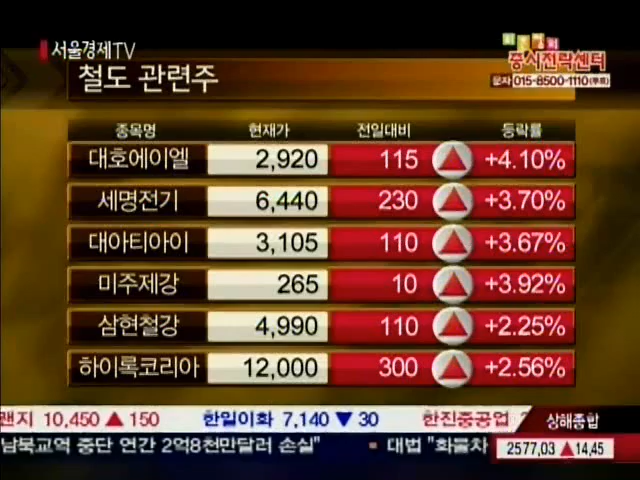 서울경제TV
증시전략센터
문자 015-8500-1110(무료)
철도 관련주
종목명 현재가 전일대비 등락률
대호에이엘 2,920 115 ▲ +4.10%
세명전기 6,440 230 ▲ +3.70%
대아티아이 3,105 110 ▲ +3.67%
미주제강 265 10 ▲ +3.92%
삼현철강 4,990 110 ▲ +2.25%
하이록코리아 12,000 300 ▲ +2.56%
랜지 10,450 ▲ 150 한일이화 7,140 ▼ 30 한진중공업
상해종합
남북교역 중단 연간 2억8천만달러 손실" ▪ 대법 "화물차
2577,03 ▲14,45